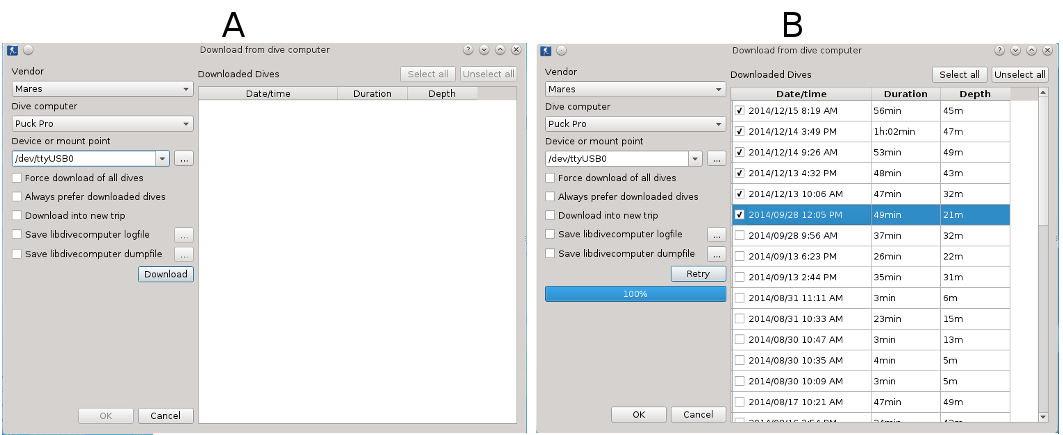 A
Download from dive computer
Vendor
Mares
Dive computer
Puck Pro
Device or mount point
/dev/ttyUSB0
...
Force download of all dives
Always prefer downloaded dives
Download into new trip
Save libdivecomputer logfile
...
Save libdivecomputer dumpfile
...
Download
OK Cancel
Downloaded Dives Select all Unselect all
Date/time Duration Depth
B
Download from dive computer
Vendor
Mares
Dive computer
Puck Pro
Device or mount point
/dev/ttyUSB0
...
Force download of all dives
Always prefer downloaded dives
Download into new trip
Save libdivecomputer logfile
...
Save libdivecomputer dumpfile
...
Retry
100%
OK Cancel
Downloaded Dives Select all Unselect all
Date/time Duration Depth
2014/12/15 8:19 AM 56min 45m
2014/12/14 3:49 PM 1h:02min 47m
2014/12/14 9:26 AM 53min 49m
2014/12/13 4:32 PM 48min 43m
2014/12/13 10:06 AM 47min 32m
2014/09/28 12:05 PM 49min 21m
2014/09/28 9:56 AM 37min 32m
2014/09/13 6:23 PM 26min 22m
2014/09/13 2:44 PM 35min 31m
2014/08/31 11:11 AM 3min 6m
2014/08/31 10:33 AM 23min 15m
2014/08/30 10:47 AM 3min 13m
2014/08/30 10:35 AM 4min 5m
2014/08/30 10:09 AM 3min 5m
2014/08/17 10:21 AM 47min 49m